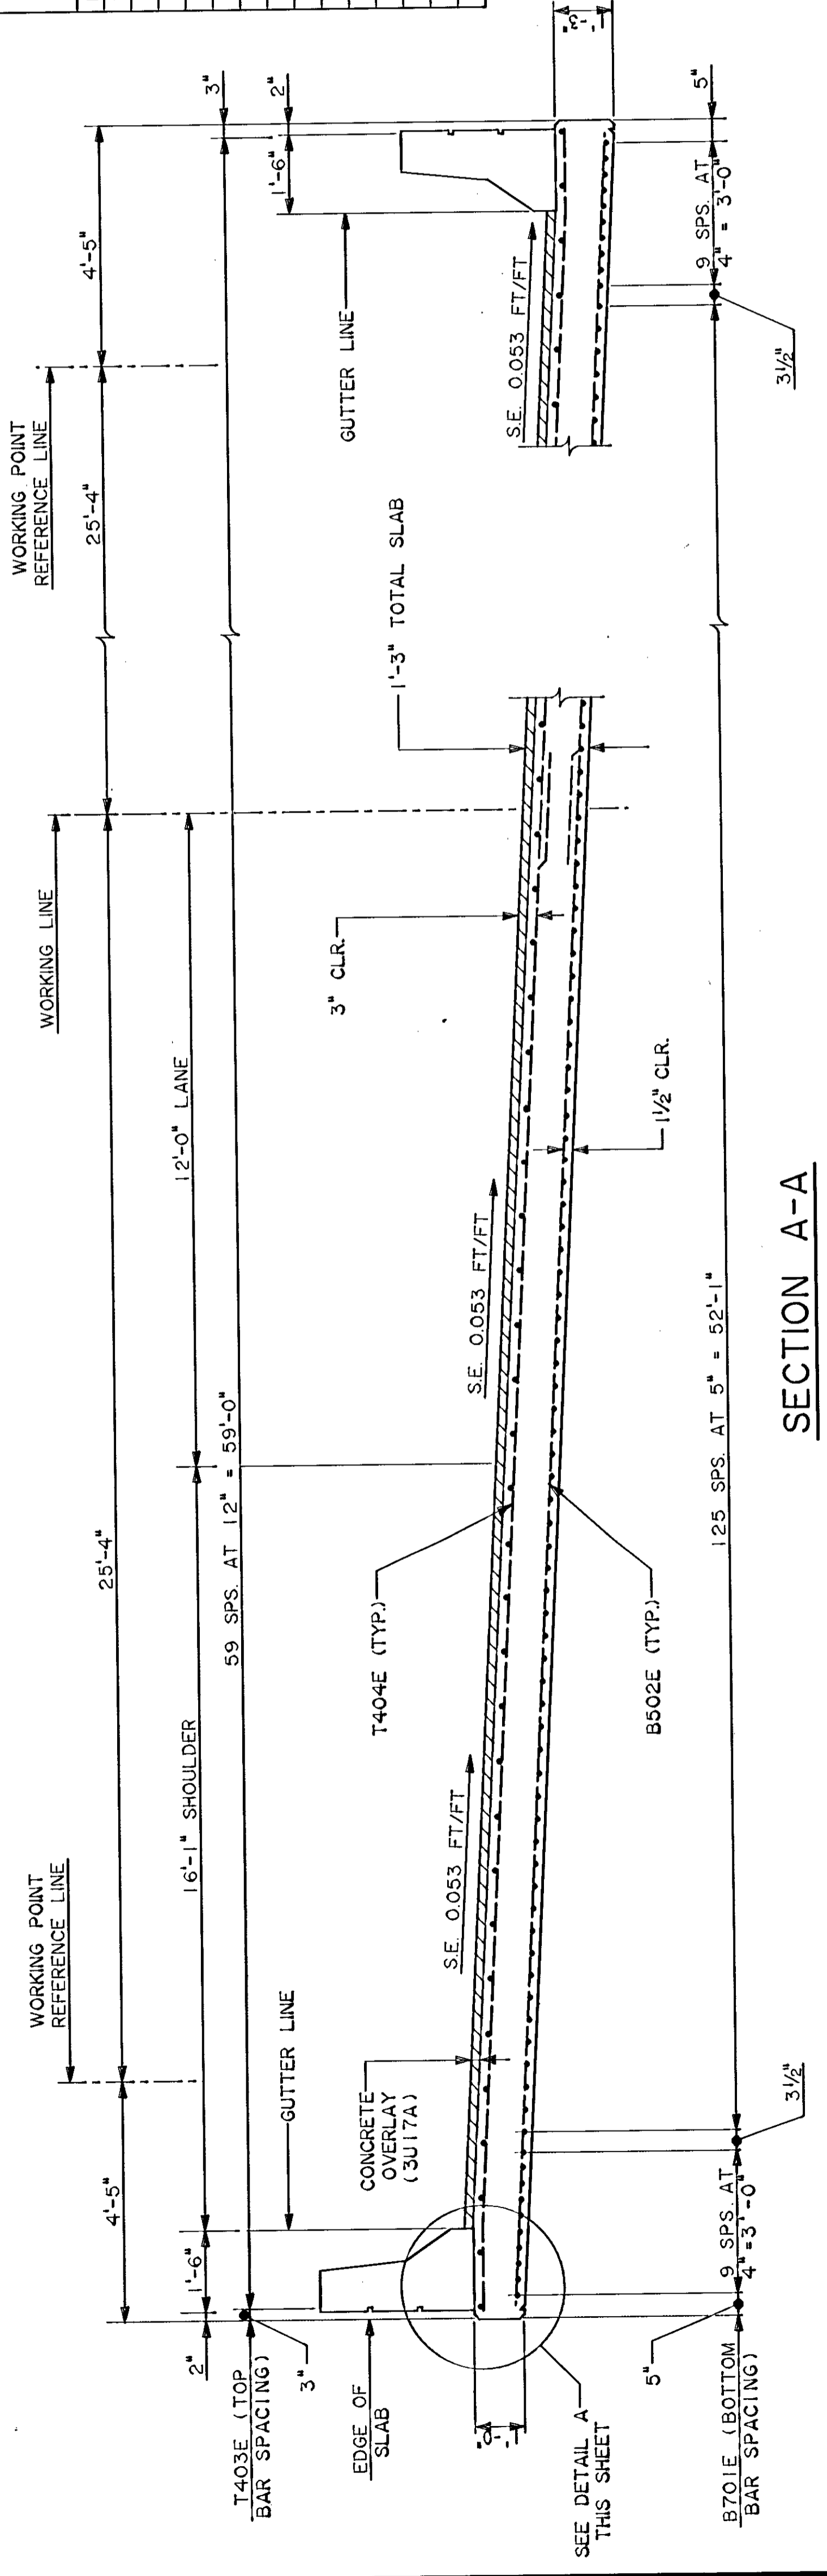 WORKING POINT
REFERENCE LINE
WORKING LINE
WORKING POINT
REFERENCE LINE
4'-5"
25'-4"
25'-4"
4'-5"
2"
1'-6"
16'-1" SHOULDER
12'-0" LANE
T403E (TOP
BAR SPACING)
3"
59 SPS. AT 12" = 59'-0"
3"
2"
1'-6"
EDGE OF
SLAB
GUTTER LINE
GUTTER LINE
3" CLR.
1'-3" TOTAL SLAB
CONCRETE
OVERLAY
(3U17A)
T404E (TYP.)
S.E. 0.053 FT/FT
S.E. 0.053 FT/FT
S.E. 0.053 FT/FT
1'-0"
1'-3"
SEE DETAIL A
THIS SHEET
B502E (TYP.)
1½" CLR.
B701E (BOTTOM
BAR SPACING)
5"
9 SPS. AT
4"=3'-0"
3½"
125 SPS. AT 5" = 52'-1"
3½"
9 SPS. AT
4" = 3'-0"
5"
SECTION A-A